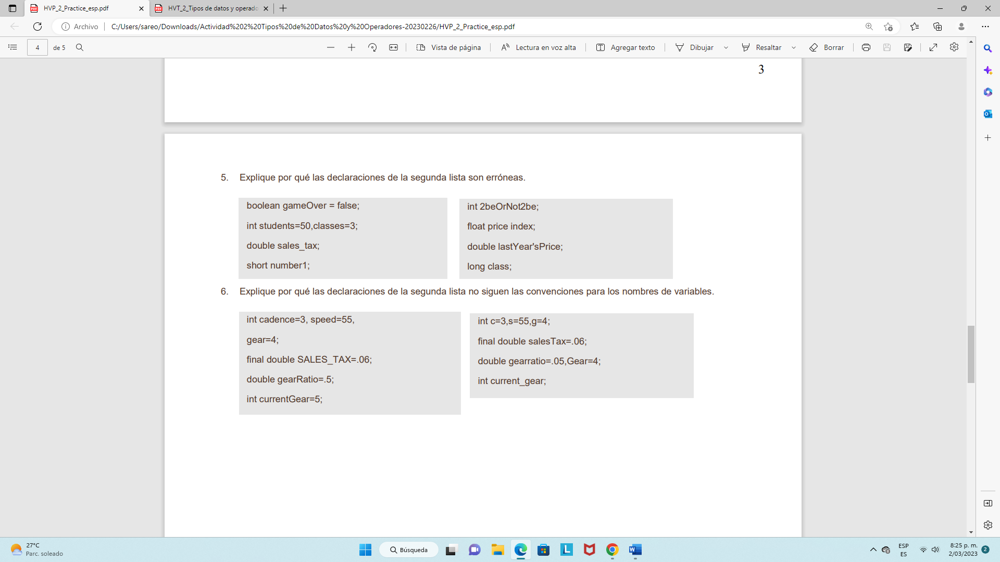 HVP_2_Practice_esp.pdf
HVT_2_Tipos de datos y operado
Archivo
C:/Users/sareo/Downloads/Actividad%202%20Tipos%20de%20Datos%20y%20Operadores-20230226/HVP_2_Practice_esp.pdf
4 de 5
Vista de página
Lectura en voz alta
Agregar texto
Dibujar
Resaltar
Borrar
3
5. Explique por qué las declaraciones de la segunda lista son erróneas.
boolean gameOver = false;
int students=50,classes=3;
double sales_tax;
short number1;
int 2beOrNot2be;
float price index;
double lastYear'sPrice;
long class;
6. Explique por qué las declaraciones de la segunda lista no siguen las convenciones para los nombres de variables.
int cadence=3, speed=55,
gear=4;
final double SALES_TAX=.06;
double gearRatio=.5;
int currentGear=5;
int c=3,s=55,g=4;
final double salesTax=.06;
double gearratio=.05,Gear=4;
int current_gear;
27°C
Parc. soleado
Búsqueda
ESP
ES
8:25 p. m.
2/03/2023
2